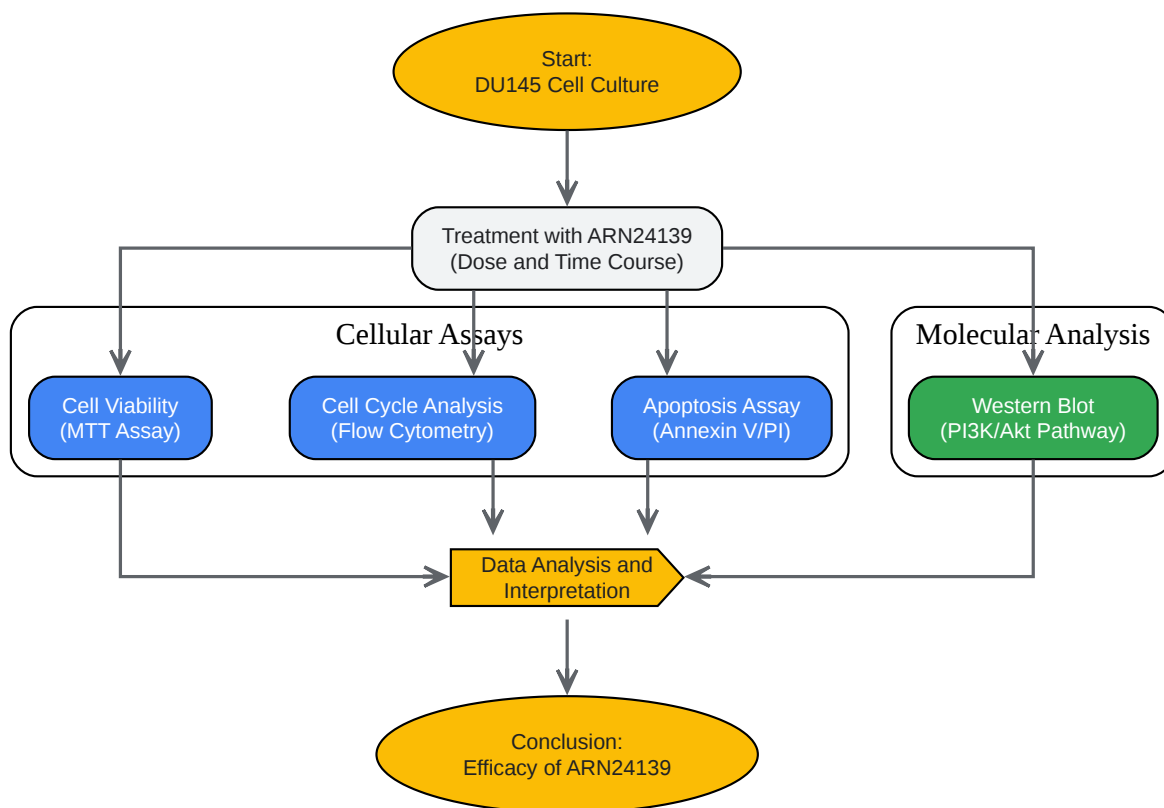 Start:
DU145 Cell Culture
Treatment with ARN24139
(Dose and Time Course)
Cellular Assays
Molecular Analysis
Cell Viability
(MTT Assay)
Cell Cycle Analysis
(Flow Cytometry)
Apoptosis Assay
(Annexin V/PI)
Western Blot
(PI3K/Akt Pathway)
Data Analysis and
Interpretation
Conclusion:
Efficacy of ARN24139